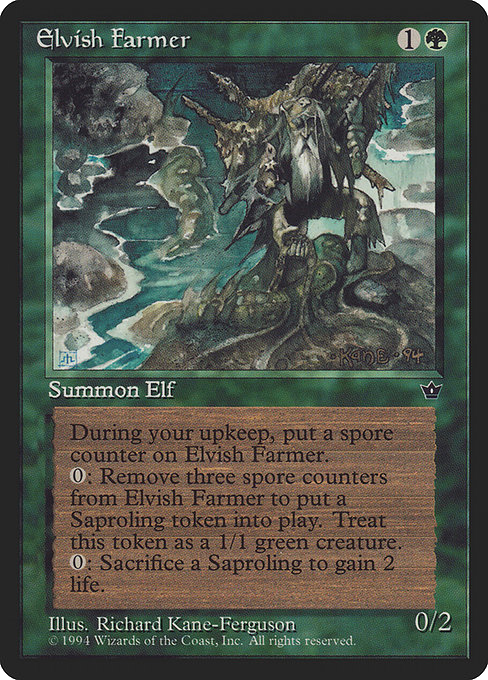 Elvish Farmer 1
KANE-94
Summon Elf
During your upkeep, put a spore
counter on Elvish Farmer.
0: Remove three spore counters
from Elvish Farmer to put a
Saproling token into play. Treat
this token as a 1/1 green creature.
0: Sacrifice a Saproling to gain 2
life.
Illus. Richard Kane-Ferguson 0/2
© 1994 Wizards of the Coast, Inc. All rights reserved.